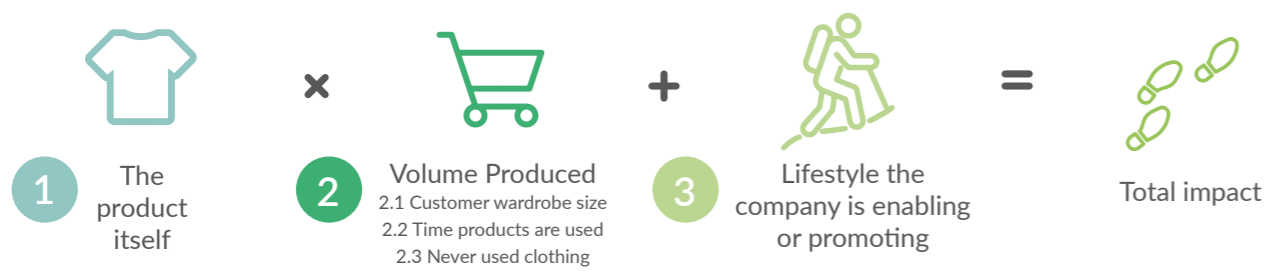 ×
+
=
1
The
product
itself
2
Volume Produced
2.1 Customer wardrobe size
2.2 Time products are used
2.3 Never used clothing
3
Lifestyle the
company is enabling
or promoting
Total impact